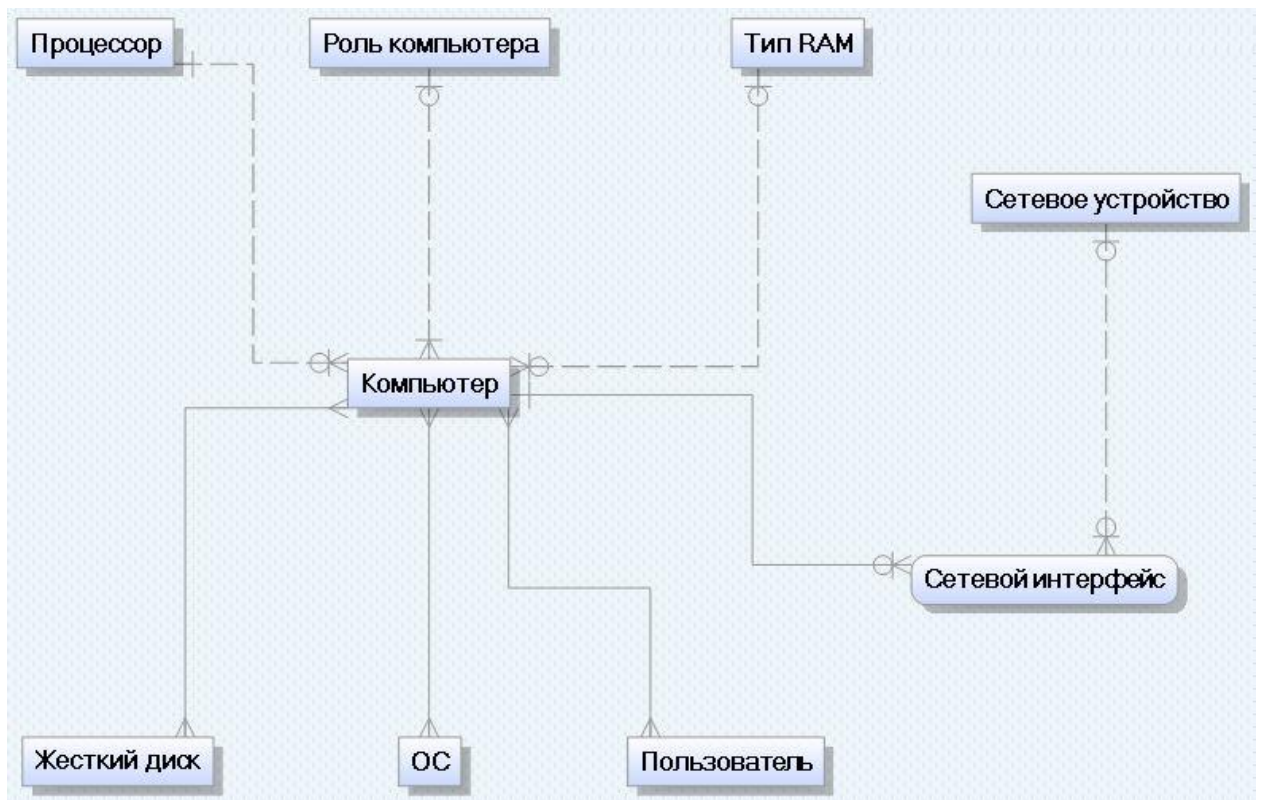 Процессор
Роль компьютера
Тип RAM
Сетевое устройство
Компьютер
Сетевой интерфейс
Жесткий диск
ОС
Пользователь